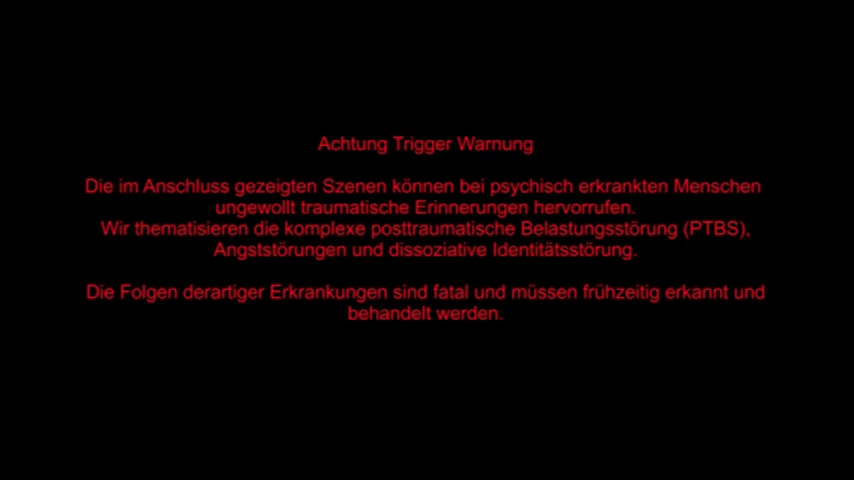 Achtung Trigger Warnung
Die im Anschluss gezeigten Szenen können bei psychisch erkrankten Menschen
ungewollt traumatische Erinnerungen hervorrufen.
Wir thematisieren die komplexe posttraumatische Belastungsstörung (PTBS),
Angststörungen und dissoziative Identitätsstörung.
Die Folgen derartiger Erkrankungen sind fatal und müssen frühzeitig erkannt und
behandelt werden.